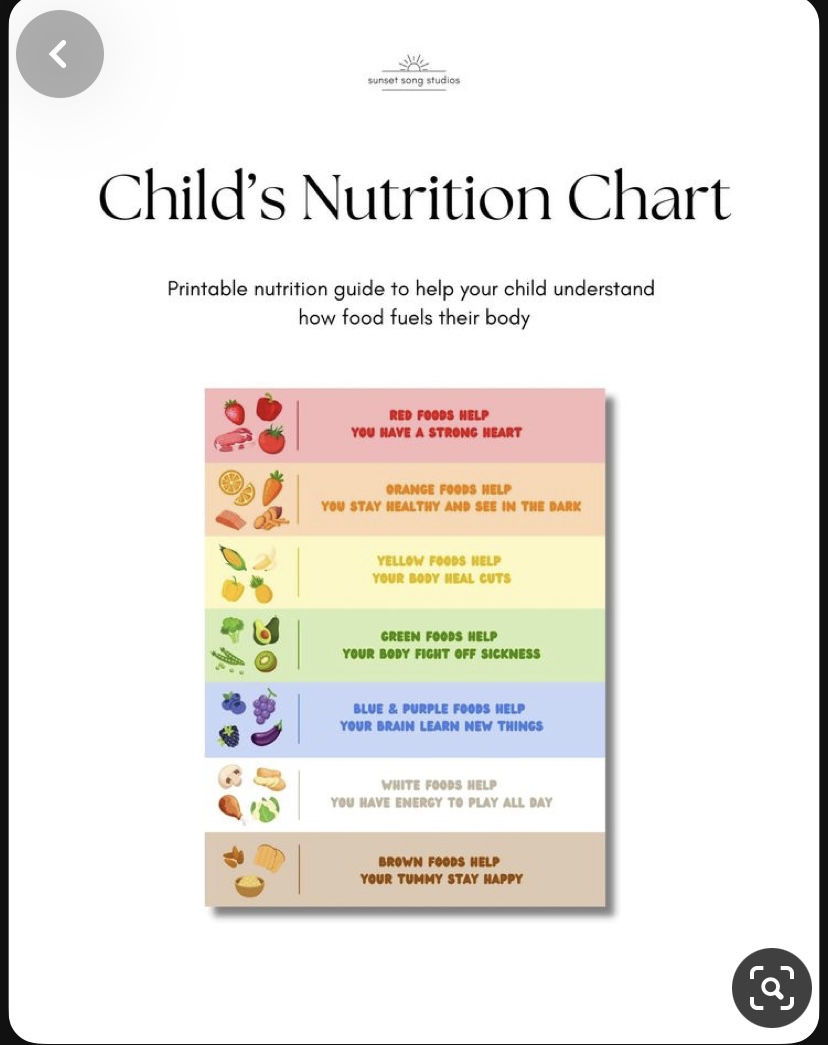 sunset song studios
Child's Nutrition Chart
Printable nutrition guide to help your child understand
how food fuels their body
RED FOODS HELP
YOU HAVE A STRONG HEART
ORANGE FOODS HELP
YOU STAY HEALTHY AND SEE IN THE DARK
YELLOW FOODS HELP
YOUR BODY HEAL CUTS
GREEN FOODS HELP
YOUR BODY FIGHT OFF SICKNESS
BLUE & PURPLE FOODS HELP
YOUR BRAIN LEARN NEW THINGS
WHITE FOODS HELP
YOU HAVE ENERGY TO PLAY ALL DAY
BROWN FOODS HELP
YOUR TUMMY STAY HAPPY